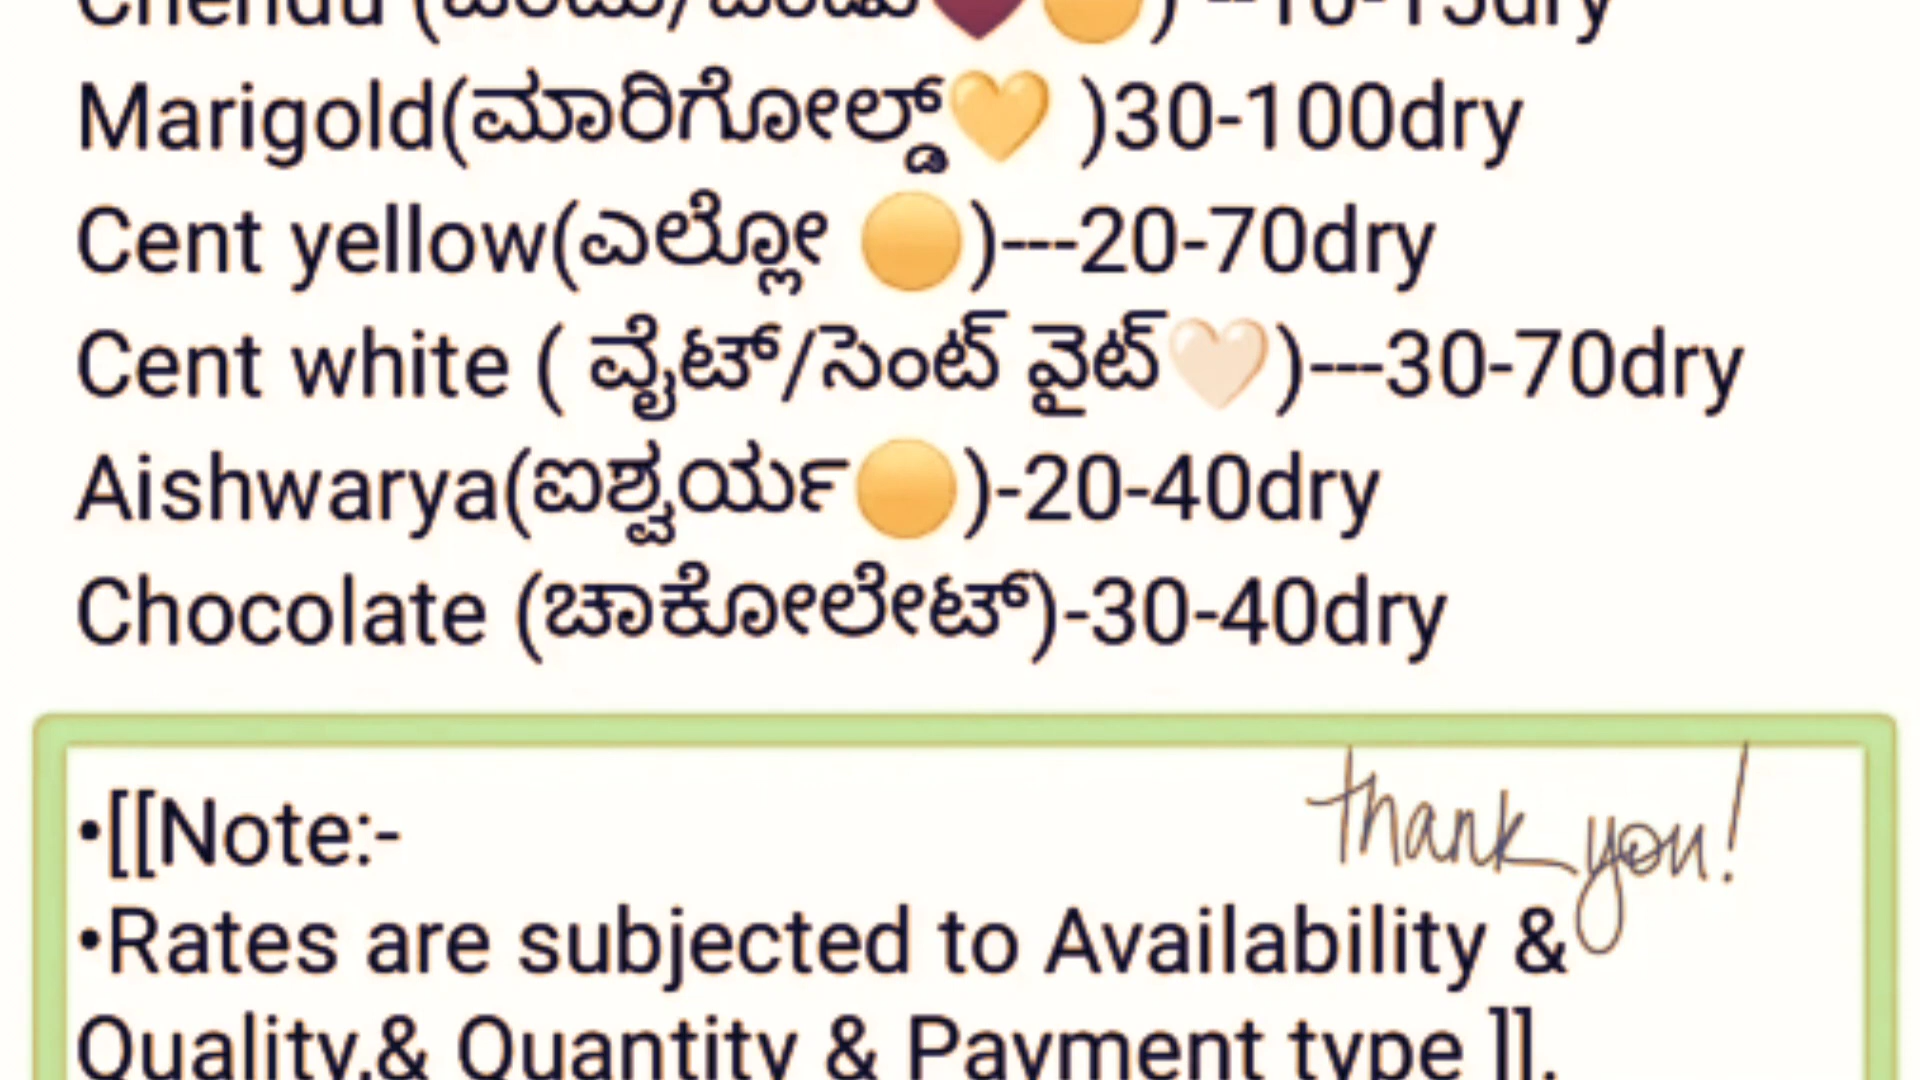 Marigold(ಮಾರಿಗೋಲ್ಡ್💛 )30-100dry
Cent yellow(ಎಲ್ಲೋ 🟡)---20-70dry
Cent white ( ವೈಟ್/ಸೆಂಟ್ ವೈಟ್🤍)---30-70dry
Aishwarya(ಐಶ್ವರ್ಯ🟡)-20-40dry
Chocolate (ಚಾಕೋಲೇಟ್)-30-40dry
•[[Note:-
thank you!
•Rates are subjected to Availability &
Quality,& Quantity & Payment type ]].